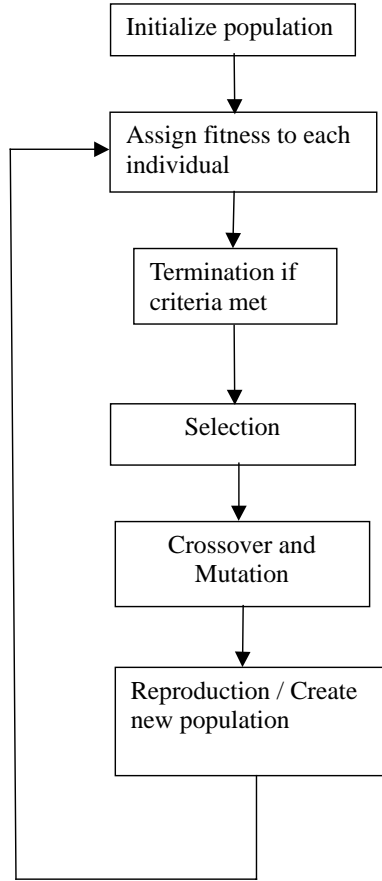 Initialize population
Assign fitness to each
individual
Termination if
criteria met
Selection
Crossover and
Mutation
Reproduction / Create
new population